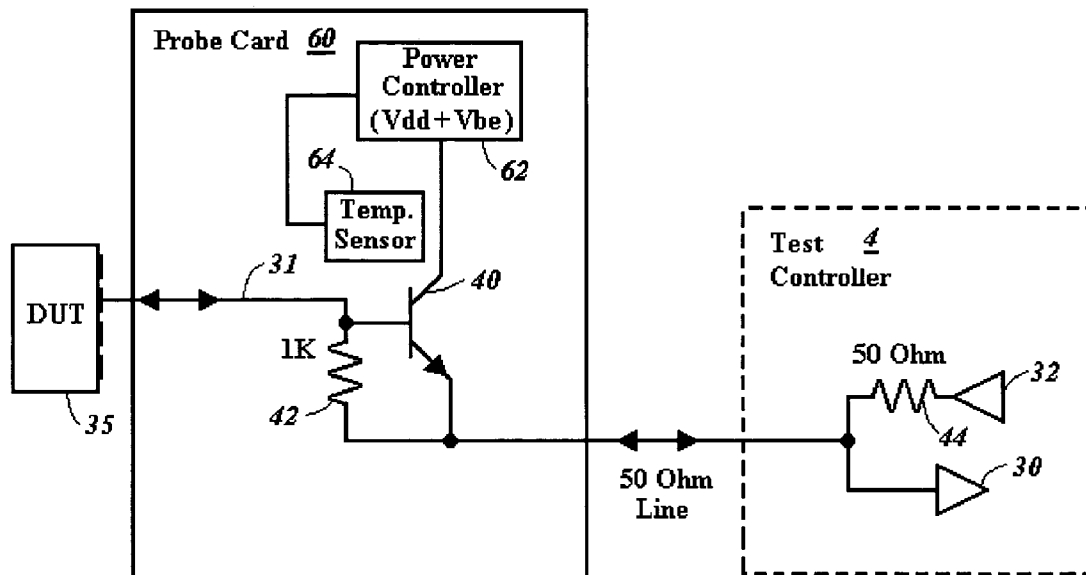 Probe Card 60
Power
Controller
(Vdd+Vbe)
64
62
Temp.
Sensor
31
40
DUT
1K
42
35
50 Ohm
Line
Test 4
Controller
50 Ohm
32
44
30